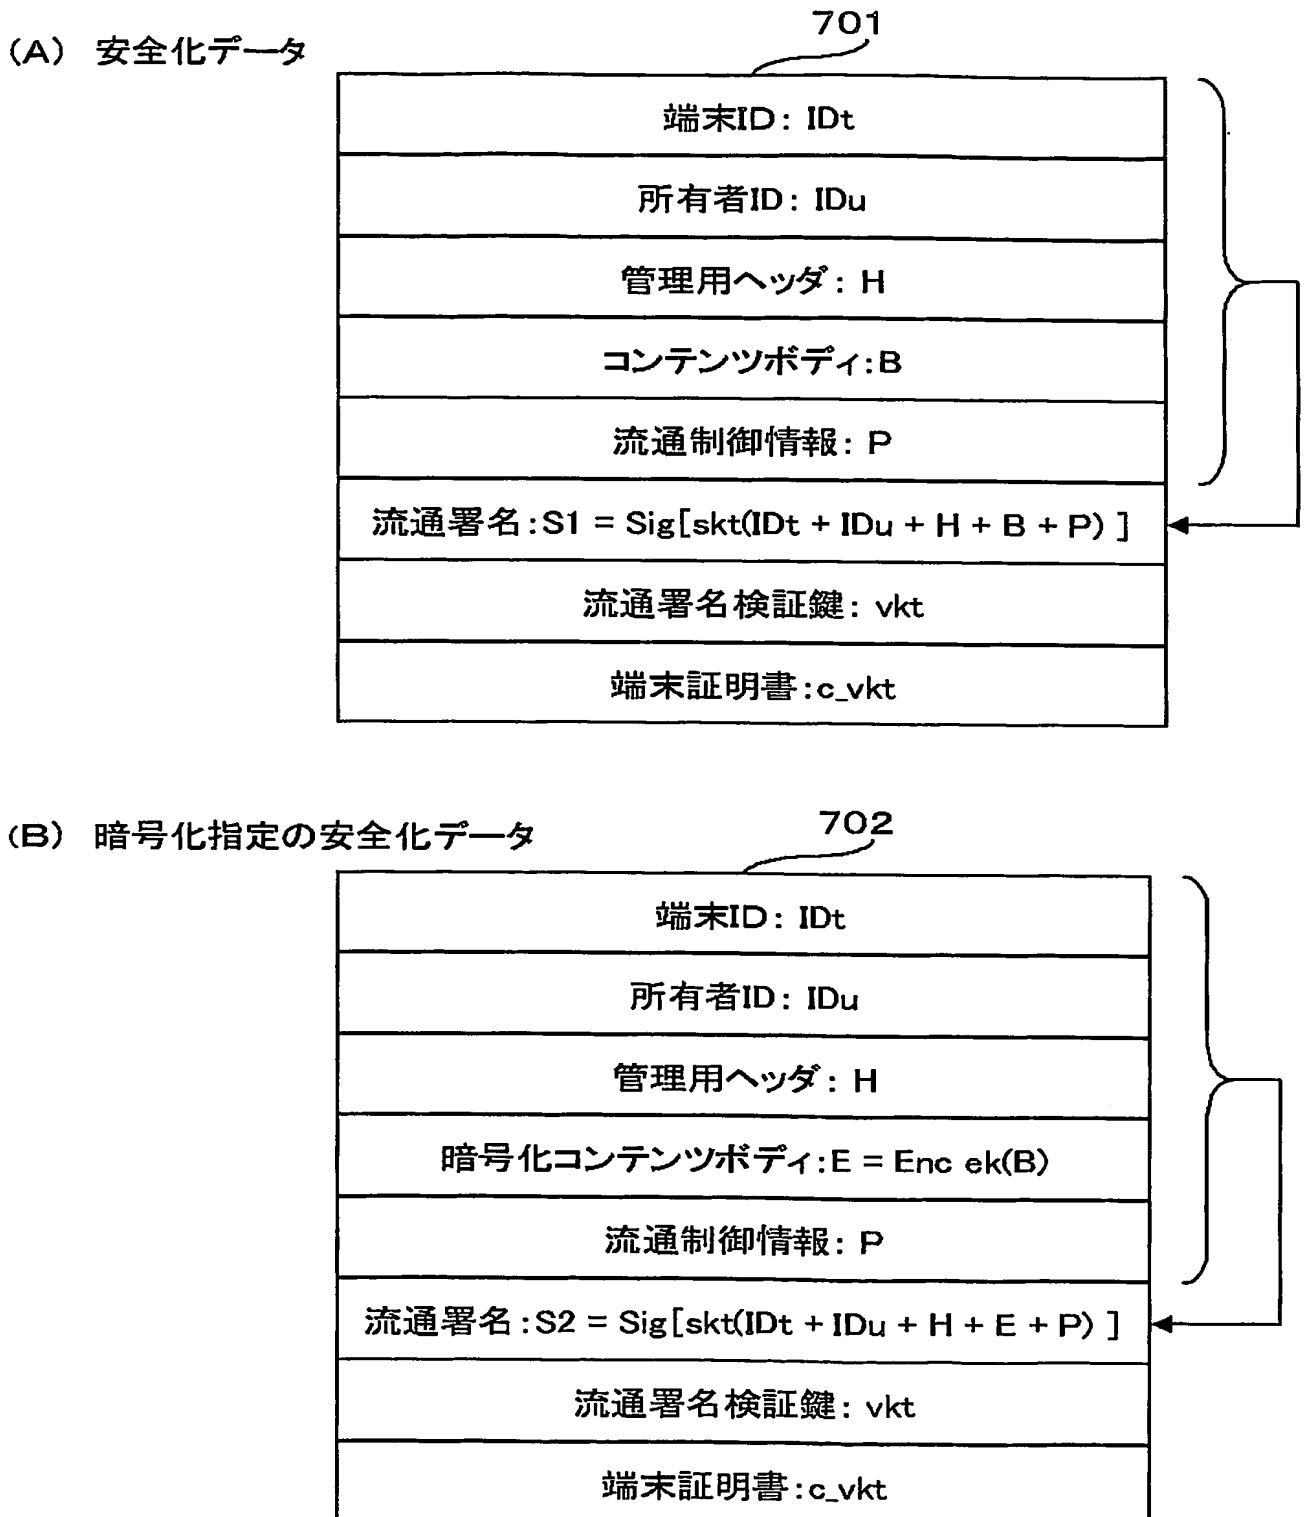 701
(A) 安全化データ
端末ID: IDt
所有者ID: IDu
管理用ヘッダ: H
コンテンツボディ:B
流通制御情報: P
流通署名:S1 = Sig[skt(IDt + IDu + H + B + P) ]
流通署名検証鍵: vkt
端末証明書:c_vkt
702
(B) 暗号化指定の安全化データ
端末ID: IDt
所有者ID: IDu
管理用ヘッダ: H
暗号化コンテンツボディ:E = Enc ek(B)
流通制御情報: P
流通署名:S2 = Sig[skt(IDt + IDu + H + E + P) ]
流通署名検証鍵: vkt
端末証明書:c_vkt